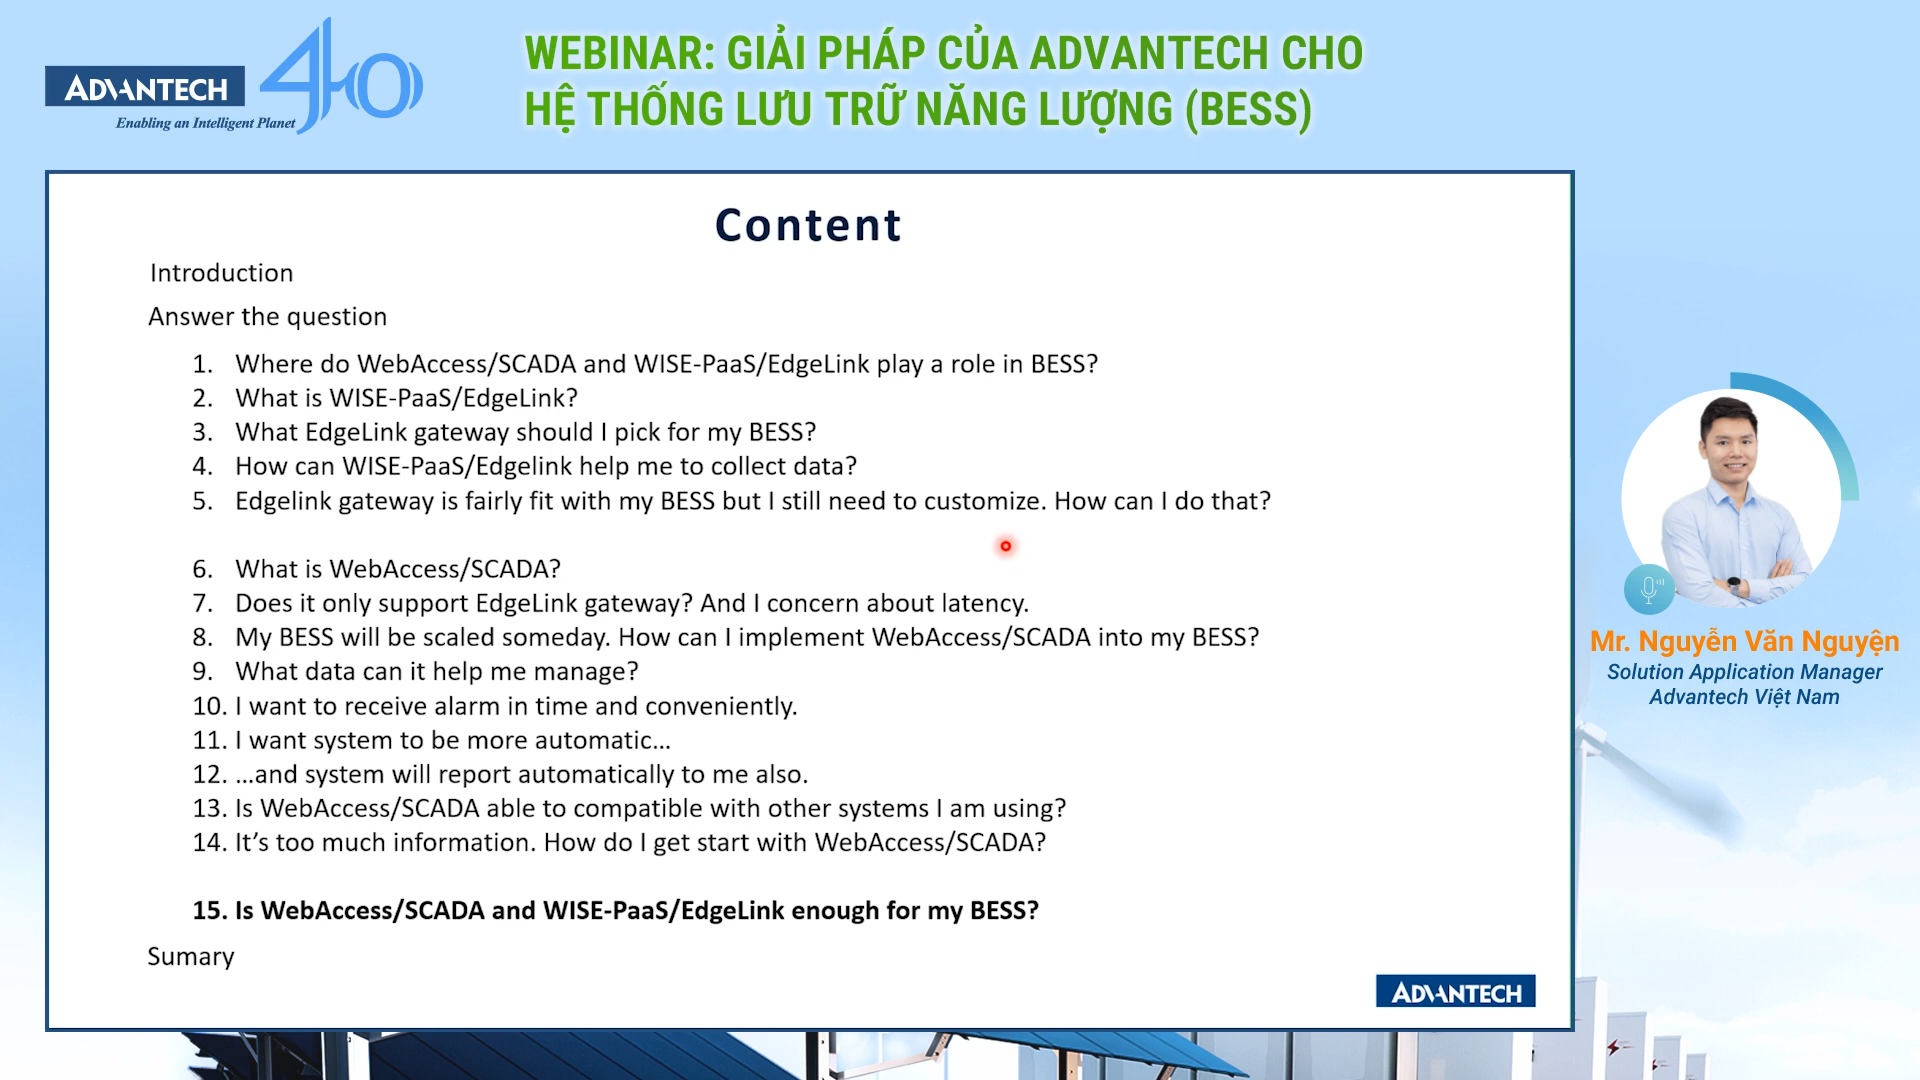 ADVANTECH
40
Enabling an Intelligent Planet
WEBINAR: GIẢI PHÁP CỦA ADVANTECH CHO
HỆ THỐNG LƯU TRỮ NĂNG LƯỢNG (BESS)
Content
Introduction
Answer the question
1. Where do WebAccess/SCADA and WISE-PaaS/EdgeLink play a role in BESS?
2. What is WISE-PaaS/EdgeLink?
3. What EdgeLink gateway should I pick for my BESS?
4. How can WISE-PaaS/Edgelink help me to collect data?
5. Edgelink gateway is fairly fit with my BESS but I still need to customize. How can I do that?
6. What is WebAccess/SCADA?
7. Does it only support EdgeLink gateway? And I concern about latency.
8. My BESS will be scaled someday. How can I implement WebAccess/SCADA into my BESS?
9. What data can it help me manage?
10. I want to receive alarm in time and conveniently.
11. I want system to be more automatic...
12. ...and system will report automatically to me also.
13. Is WebAccess/SCADA able to compatible with other systems I am using?
14. It's too much information. How do I get start with WebAccess/SCADA?
15. Is WebAccess/SCADA and WISE-PaaS/EdgeLink enough for my BESS?
Sumary
ADVANTECH
Mr. Nguyễn Văn Nguyện
Solution Application Manager
Advantech Việt Nam